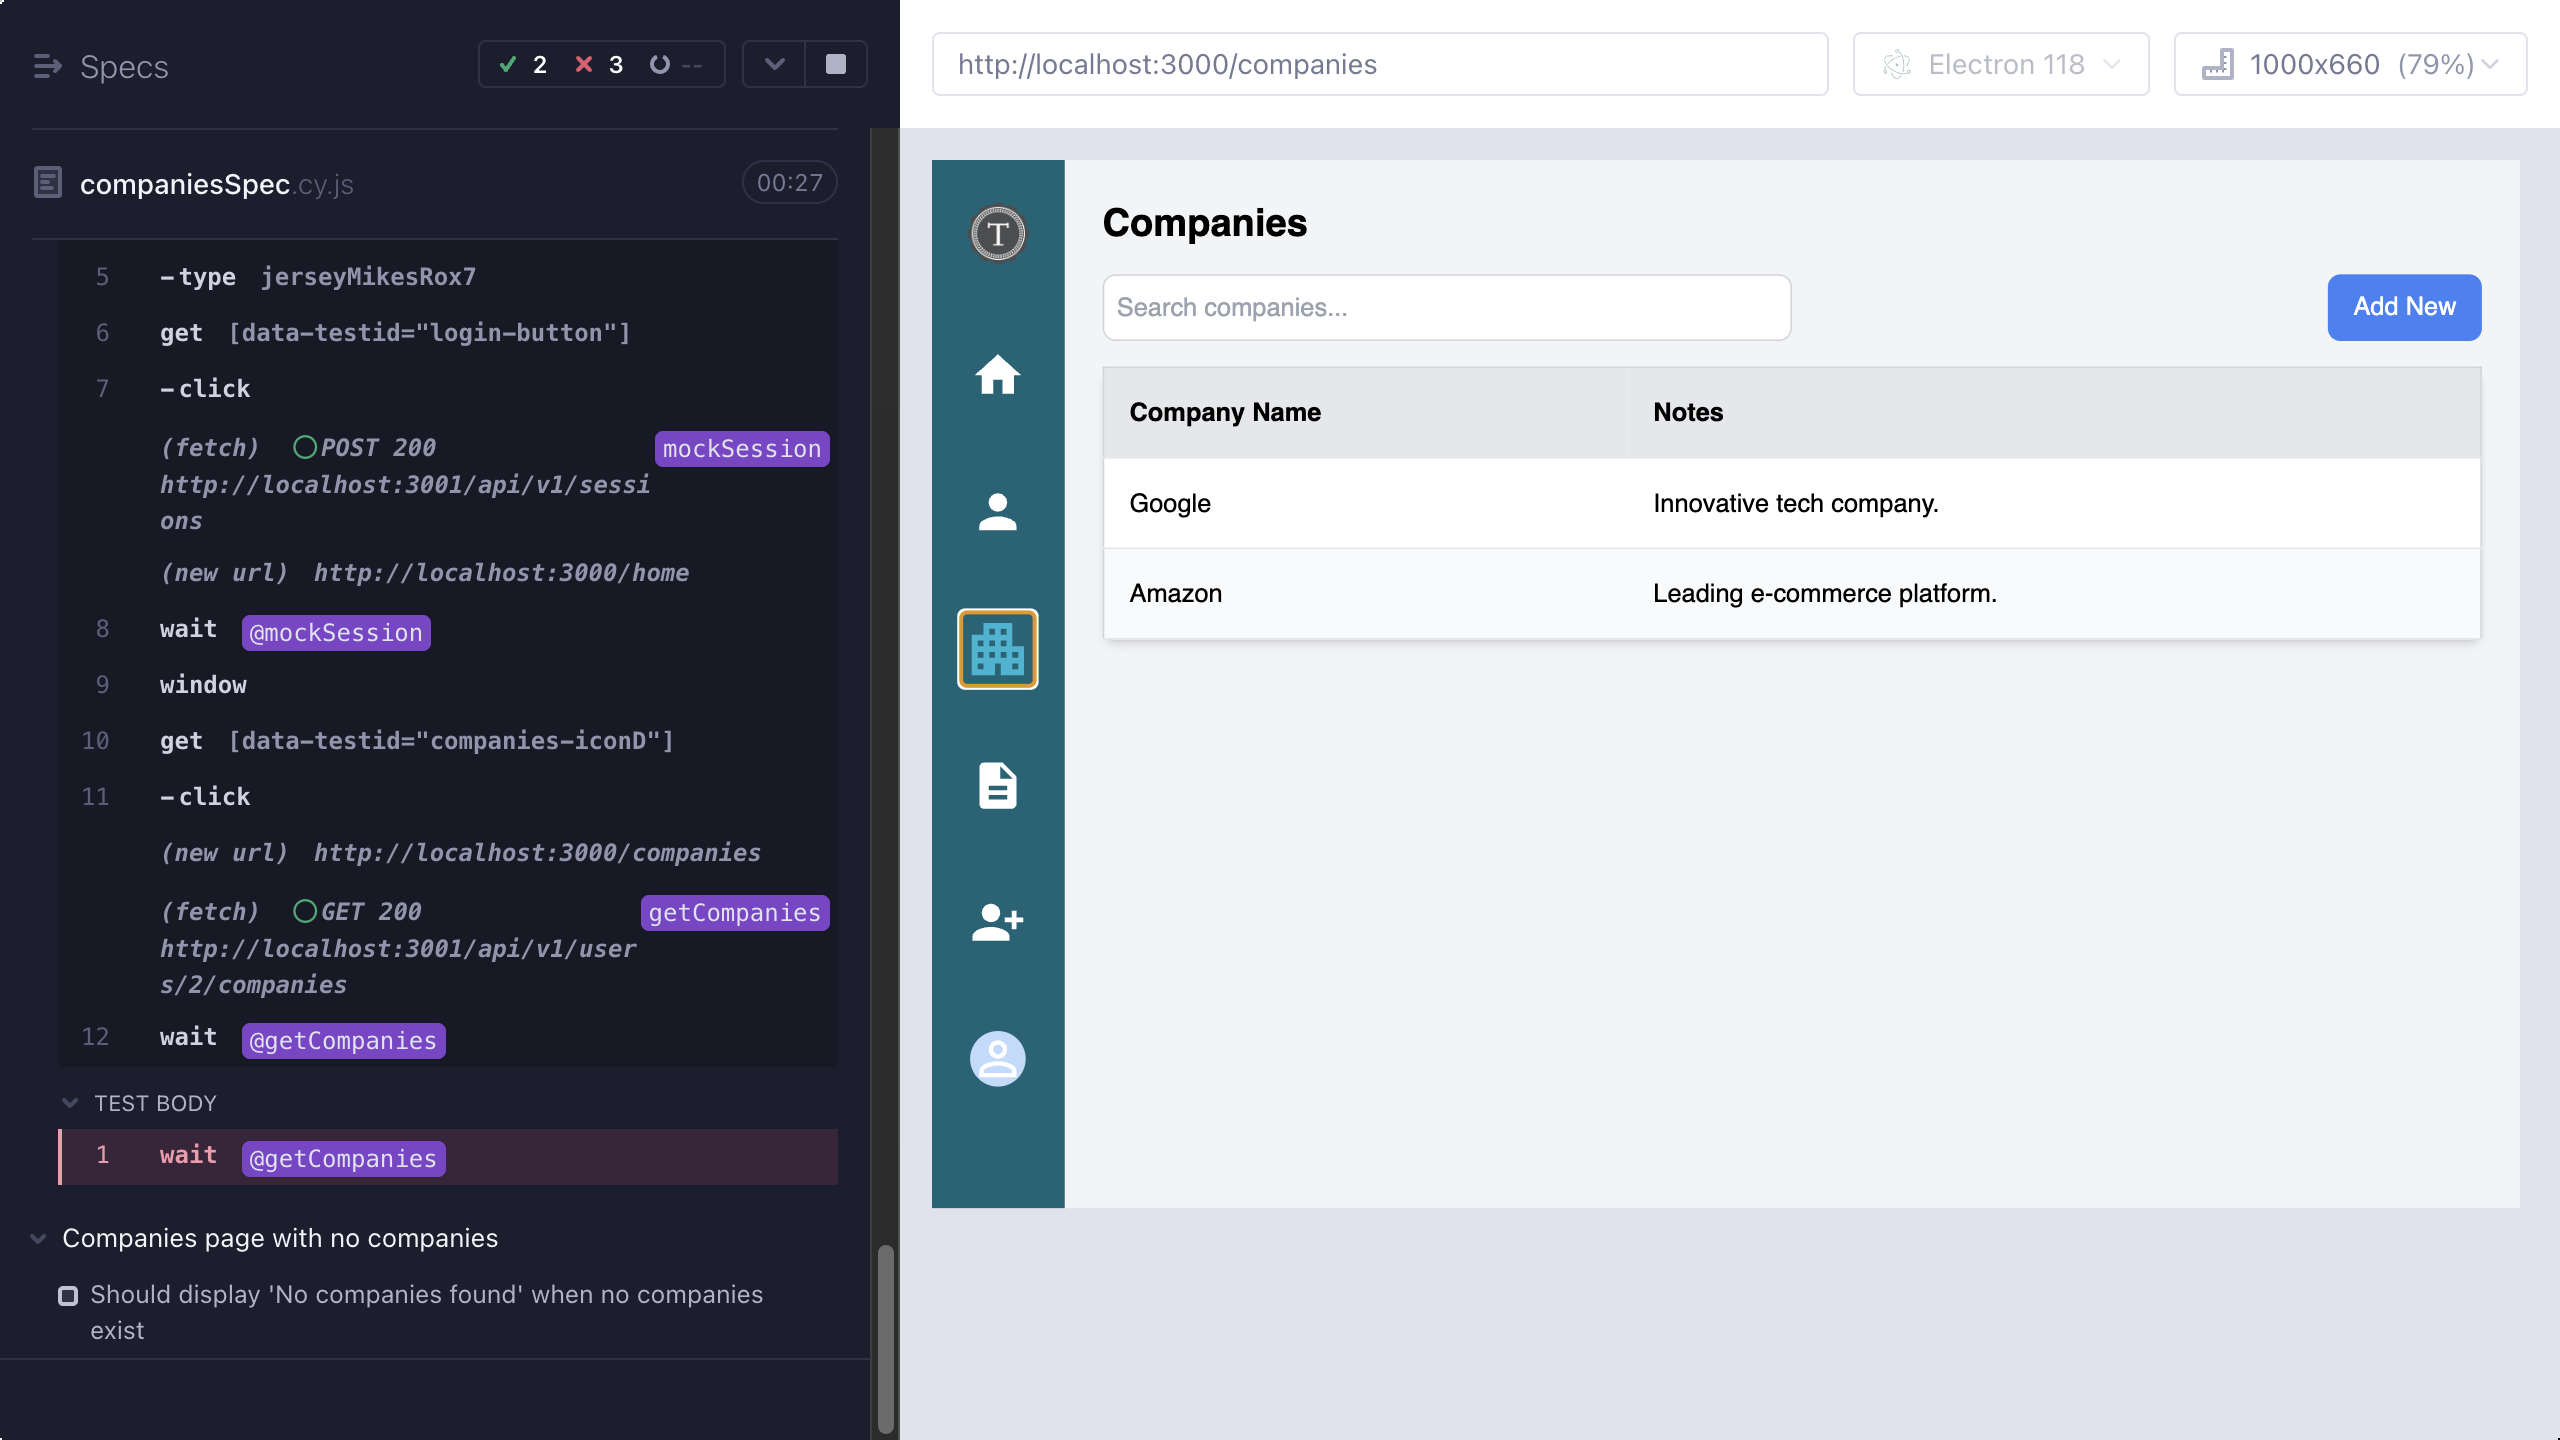 Specs
2 3 --
companiesSpec.cy.js 00:27
5 -type jerseyMikesRox7
6 get [data-testid="login-button"]
7 -click
(fetch) POST 200 mockSession
http://localhost:3001/api/v1/sessi
ons
(new url) http://localhost:3000/home
8 wait @mockSession
9 window
10 get [data-testid="companies-iconD"]
11 -click
(new url) http://localhost:3000/companies
(fetch) GET 200 getCompanies
http://localhost:3001/api/v1/user
s/2/companies
12 wait @getCompanies
TEST BODY
1 wait @getCompanies
Companies page with no companies
Should display 'No companies found' when no companies
exist
http://localhost:3000/companies
Electron 118
1000x660 (79%)
T
Companies
Search companies...
Add New
Company Name Notes
Google Innovative tech company.
Amazon Leading e-commerce platform.